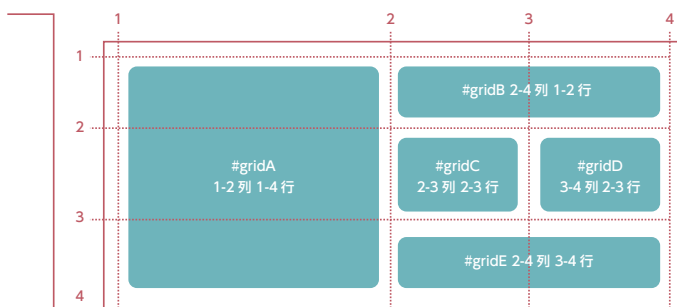 1 2 3 4
1
#gridB 2-4 列 1-2 行
2
#gridA
1-2 列 1-4 行
#gridC
2-3 列 2-3 行
#gridD
3-4 列 2-3 行
3
#gridE 2-4 列 3-4 行
4